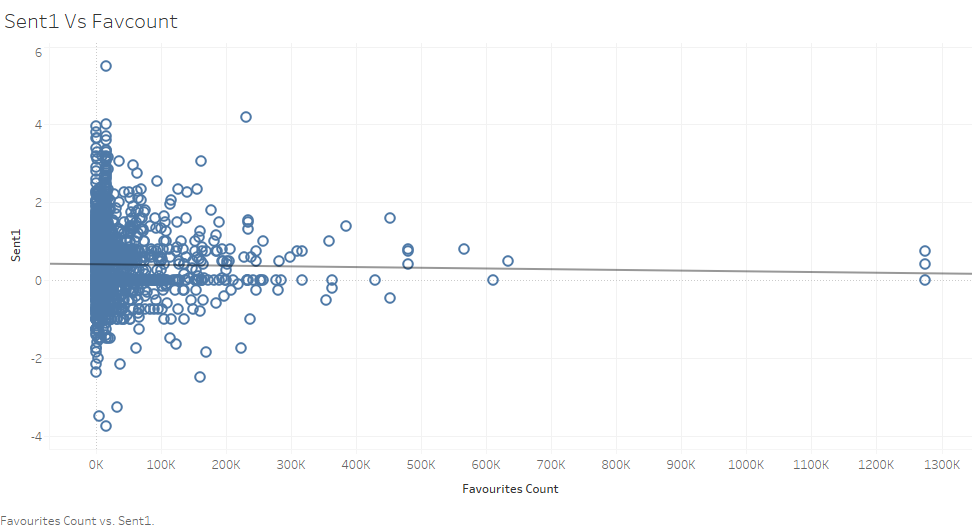 Sent1 Vs Favcount
6
4
2
0
-2
-4
Sent1
0K 100K 200K 300K 400K 500K 600K 700K 800K 900K 1000K 1100K 1200K 1300K
Favourites Count
Favourites Count vs. Sent1.